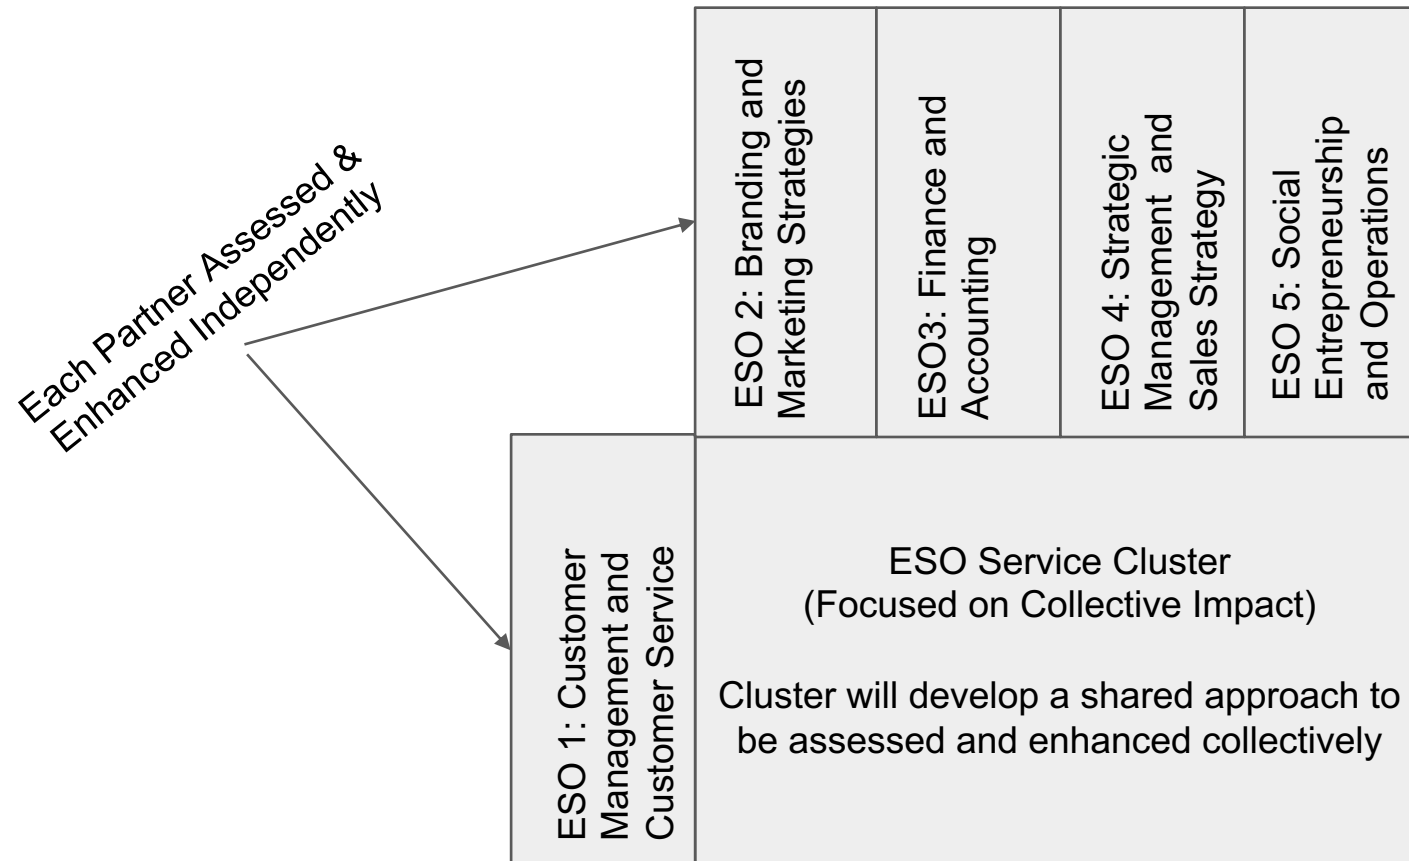 Each Partner Assessed &
Enhanced Independently
ESO 2: Branding and
Marketing Strategies
ESO3: Finance and
Accounting
ESO 4: Strategic
Management and
Sales Strategy
ESO 5: Social
Entrepreneurship
and Operations
ESO 1: Customer
Management and
Customer Service
ESO Service Cluster
(Focused on Collective Impact)
Cluster will develop a shared approach to
be assessed and enhanced collectively